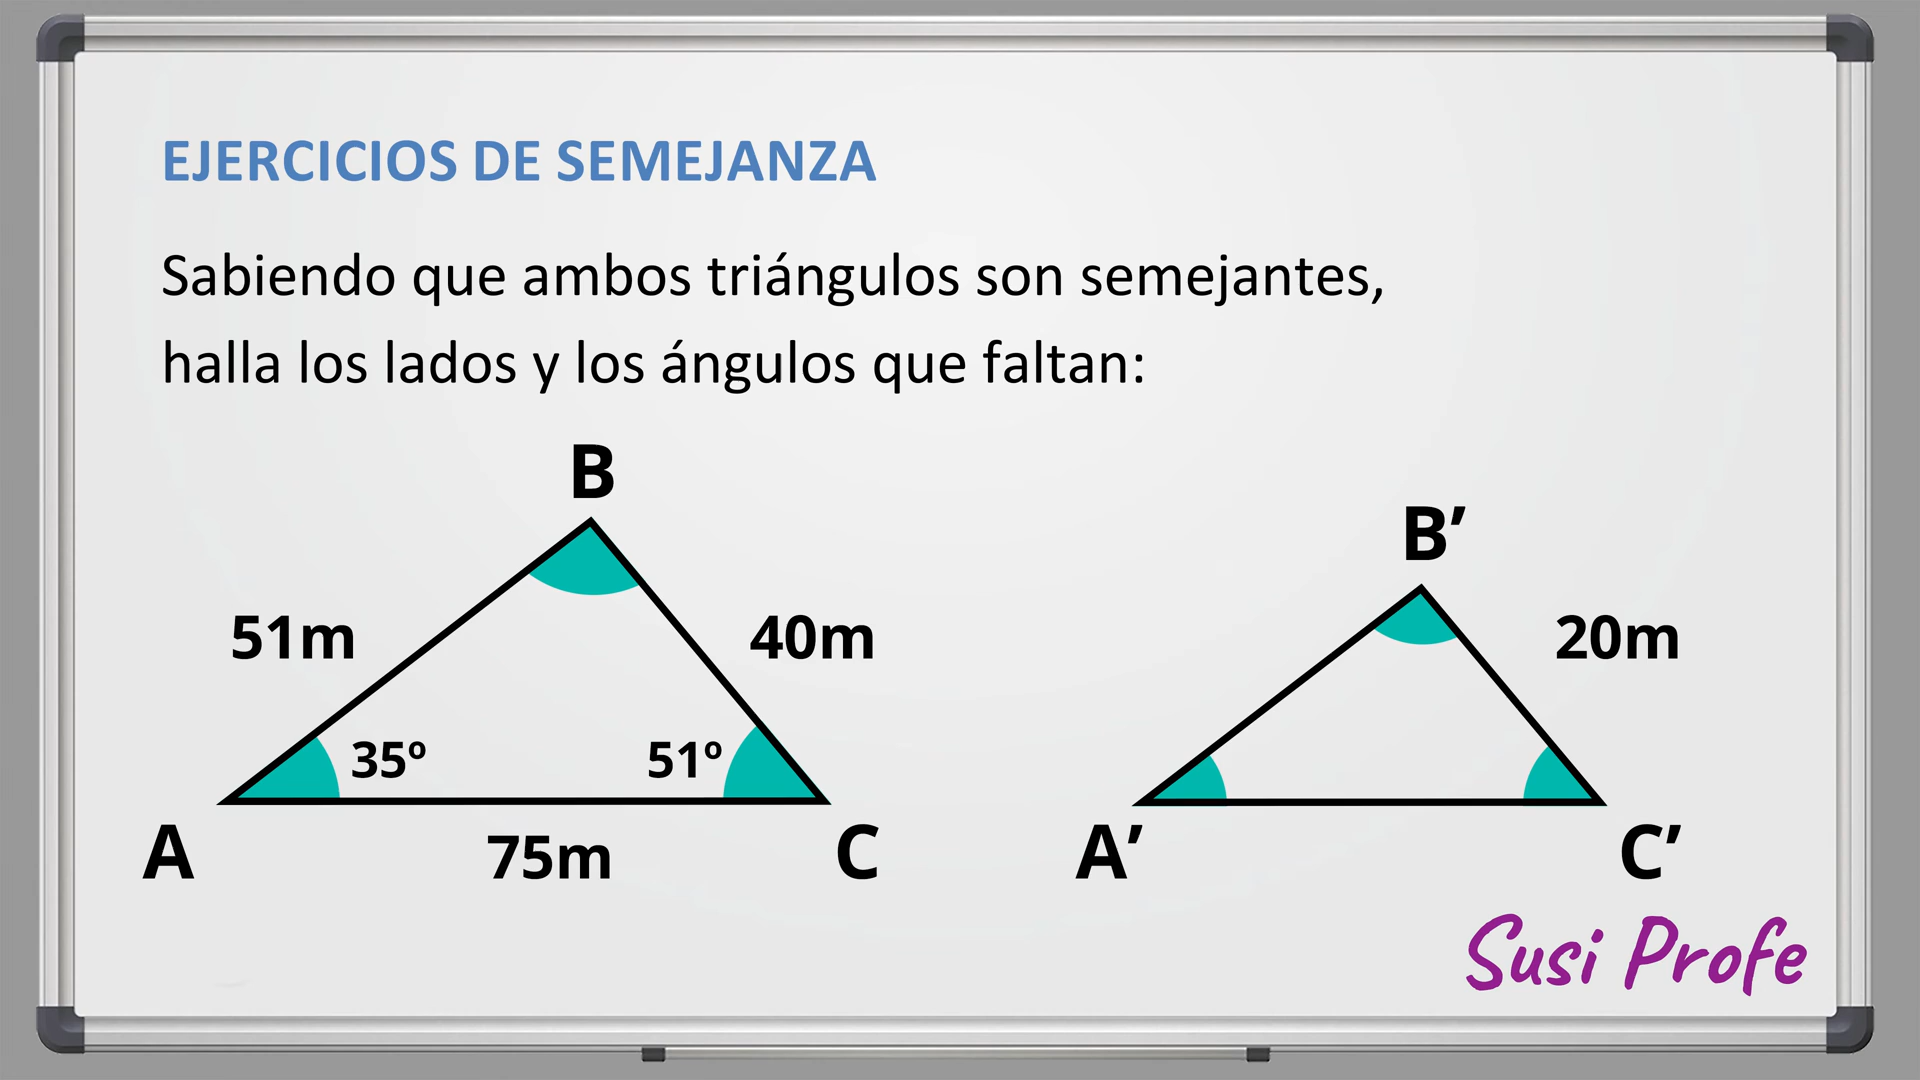 EJERCICIOS DE SEMEJANZA
Sabiendo que ambos triángulos son semejantes,
halla los lados y los ángulos que faltan:
B
B’
51m
40m
20m
35º
51º
A
75m
C
A’
C’
Susi Profe